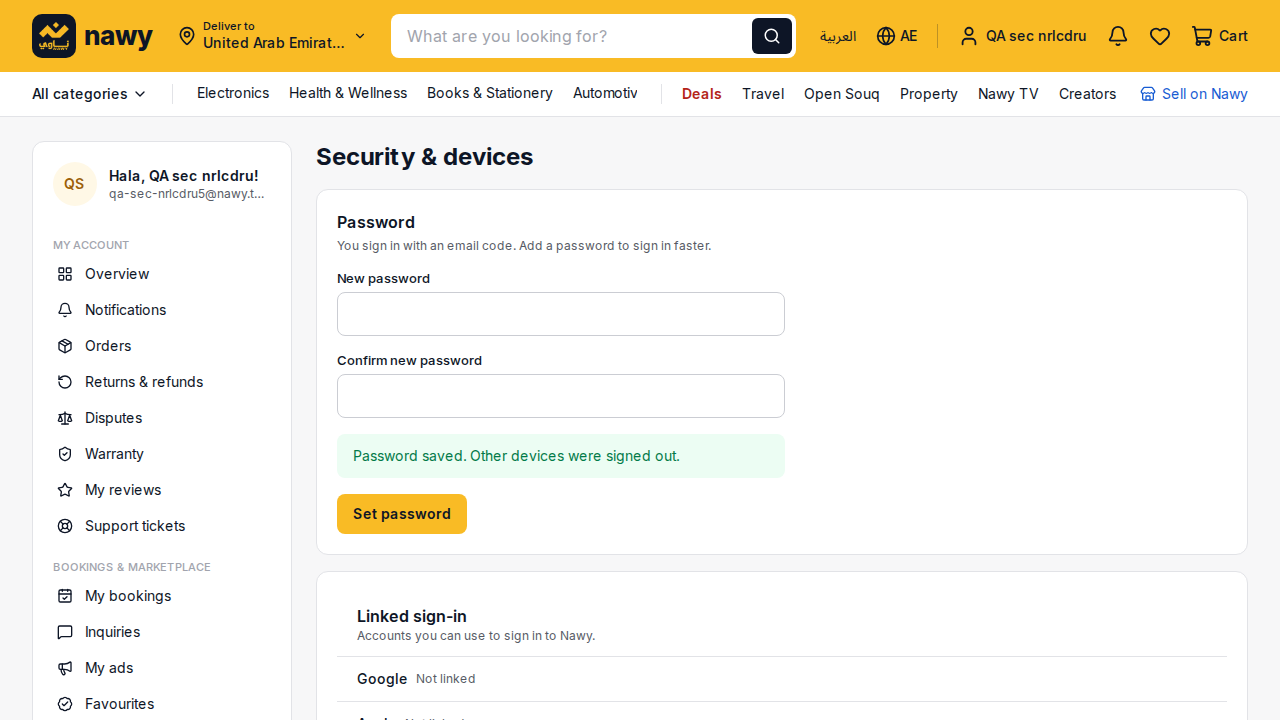 ناوي
nawy
Deliver to
United Arab Emirat...
What are you looking for?
العربية
AE
QA sec nrlcdru
Cart
All categories
Electronics
Health & Wellness
Books & Stationery
Automotiv
Deals
Travel
Open Souq
Property
Nawy TV
Creators
Sell on Nawy
QS
Hala, QA sec nrlcdru!
qa-sec-nrlcdru5@nawy.t...
MY ACCOUNT
Overview
Notifications
Orders
Returns & refunds
Disputes
Warranty
My reviews
Support tickets
BOOKINGS & MARKETPLACE
My bookings
Inquiries
My ads
Favourites
Security & devices
Password
You sign in with an email code. Add a password to sign in faster.
New password
Confirm new password
Password saved. Other devices were signed out.
Set password
Linked sign-in
Accounts you can use to sign in to Nawy.
Google Not linked